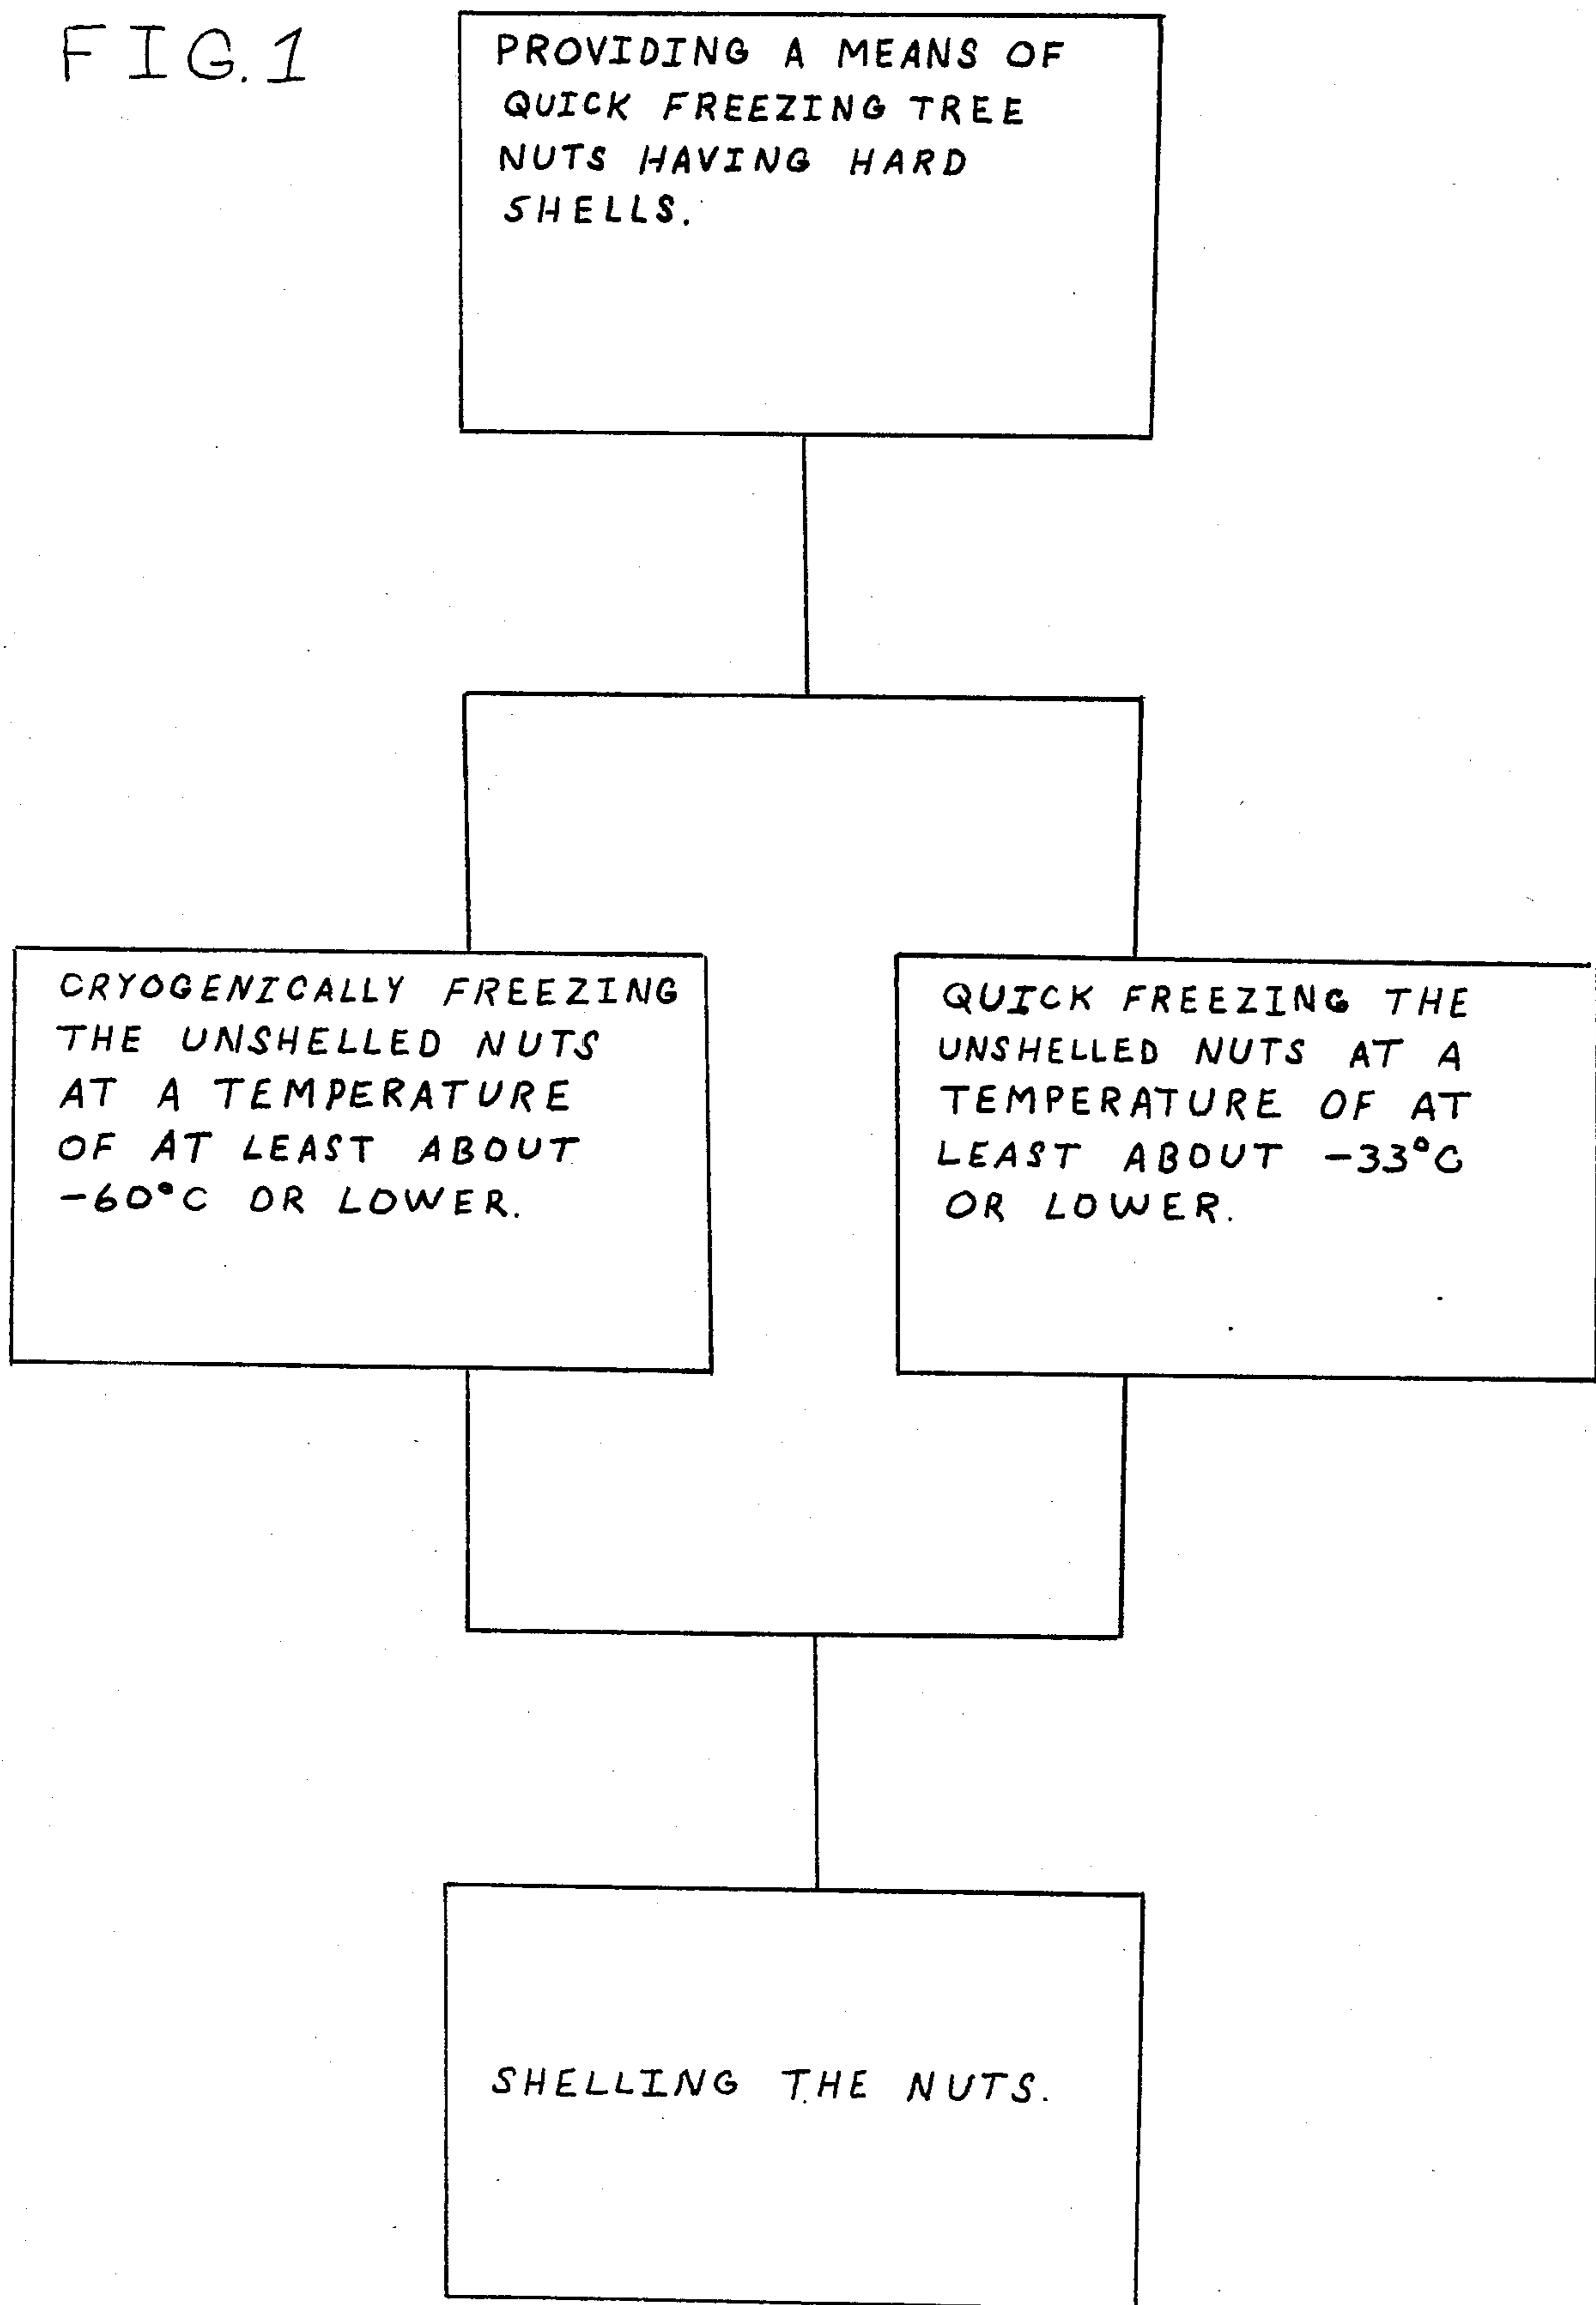 FIG. 1
PROVIDING A MEANS OF
QUICK FREEZING TREE
NUTS HAVING HARD
SHELLS.
CRYOGENICALLY FREEZING
THE UNSHELLED NUTS
AT A TEMPERATURE
OF AT LEAST ABOUT
-60°C OR LOWER.
QUICK FREEZING THE
UNSHELLED NUTS AT A
TEMPERATURE OF AT
LEAST ABOUT -33°C
OR LOWER.
SHELLING THE NUTS.